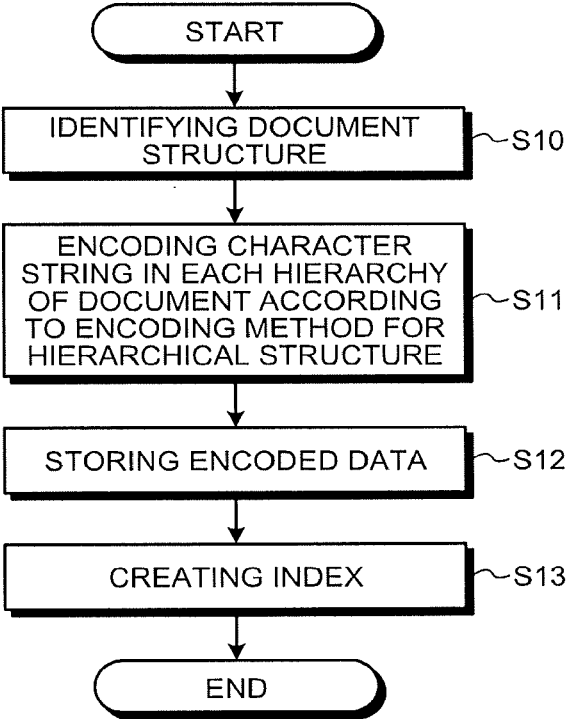 START
IDENTIFYING DOCUMENT
STRUCTURE
S10
ENCODING CHARACTER
STRING IN EACH HIERARCHY
OF DOCUMENT ACCORDING
TO ENCODING METHOD FOR
HIERARCHICAL STRUCTURE
S11
STORING ENCODED DATA
S12
CREATING INDEX
S13
END